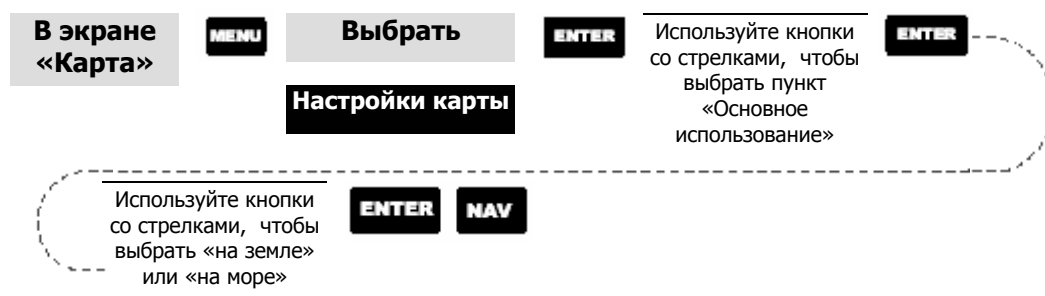 В экране
«Карта»
MENU
Выбрать
Настройки карты
ENTER
Используйте кнопки
со стрелками, чтобы
выбрать пункт
«Основное
использование»
ENTER
Используйте кнопки
со стрелками, чтобы
выбрать «на земле»
или «на море»
ENTER
NAV